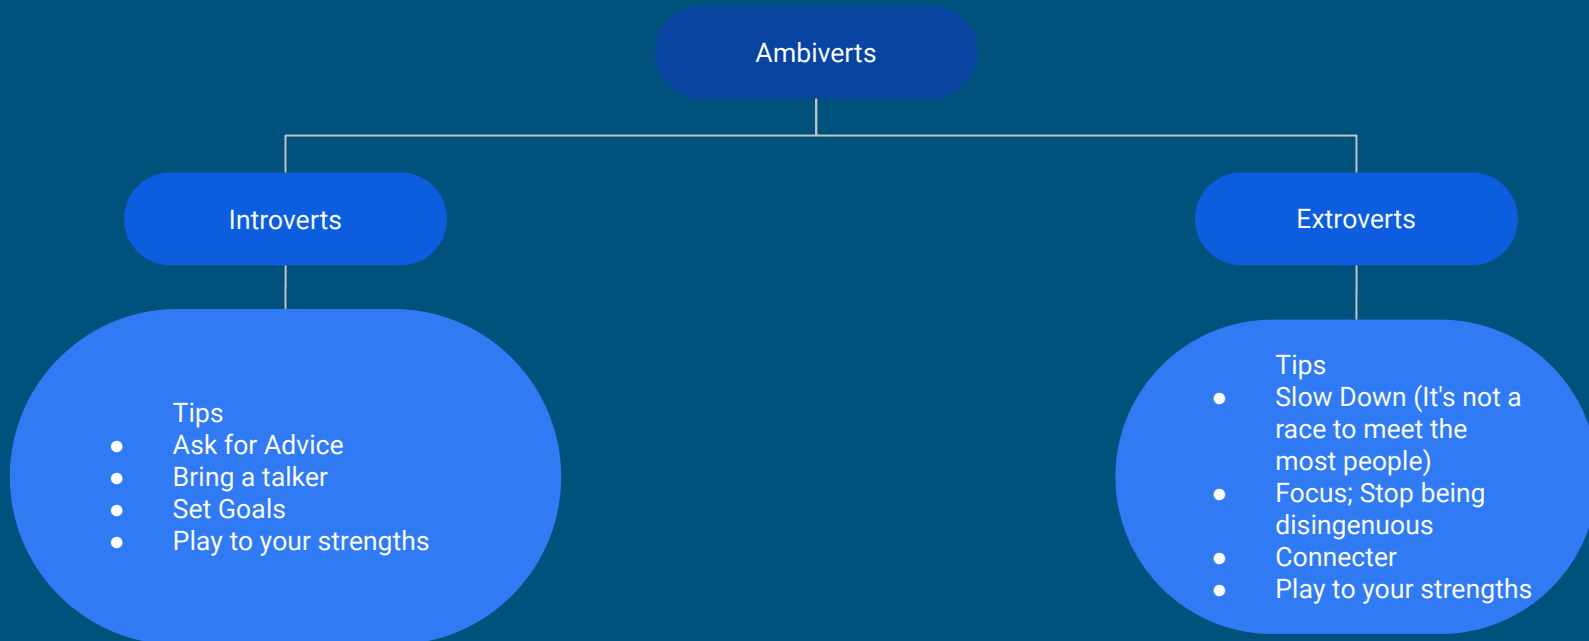 Ambiverts
Introverts
Extroverts
Tips
● Ask for Advice
● Bring a talker
● Set Goals
● Play to your strengths
Tips
● Slow Down (It's not a
race to meet the
most people)
● Focus; Stop being
disingenuous
● Connecter
● Play to your strengths